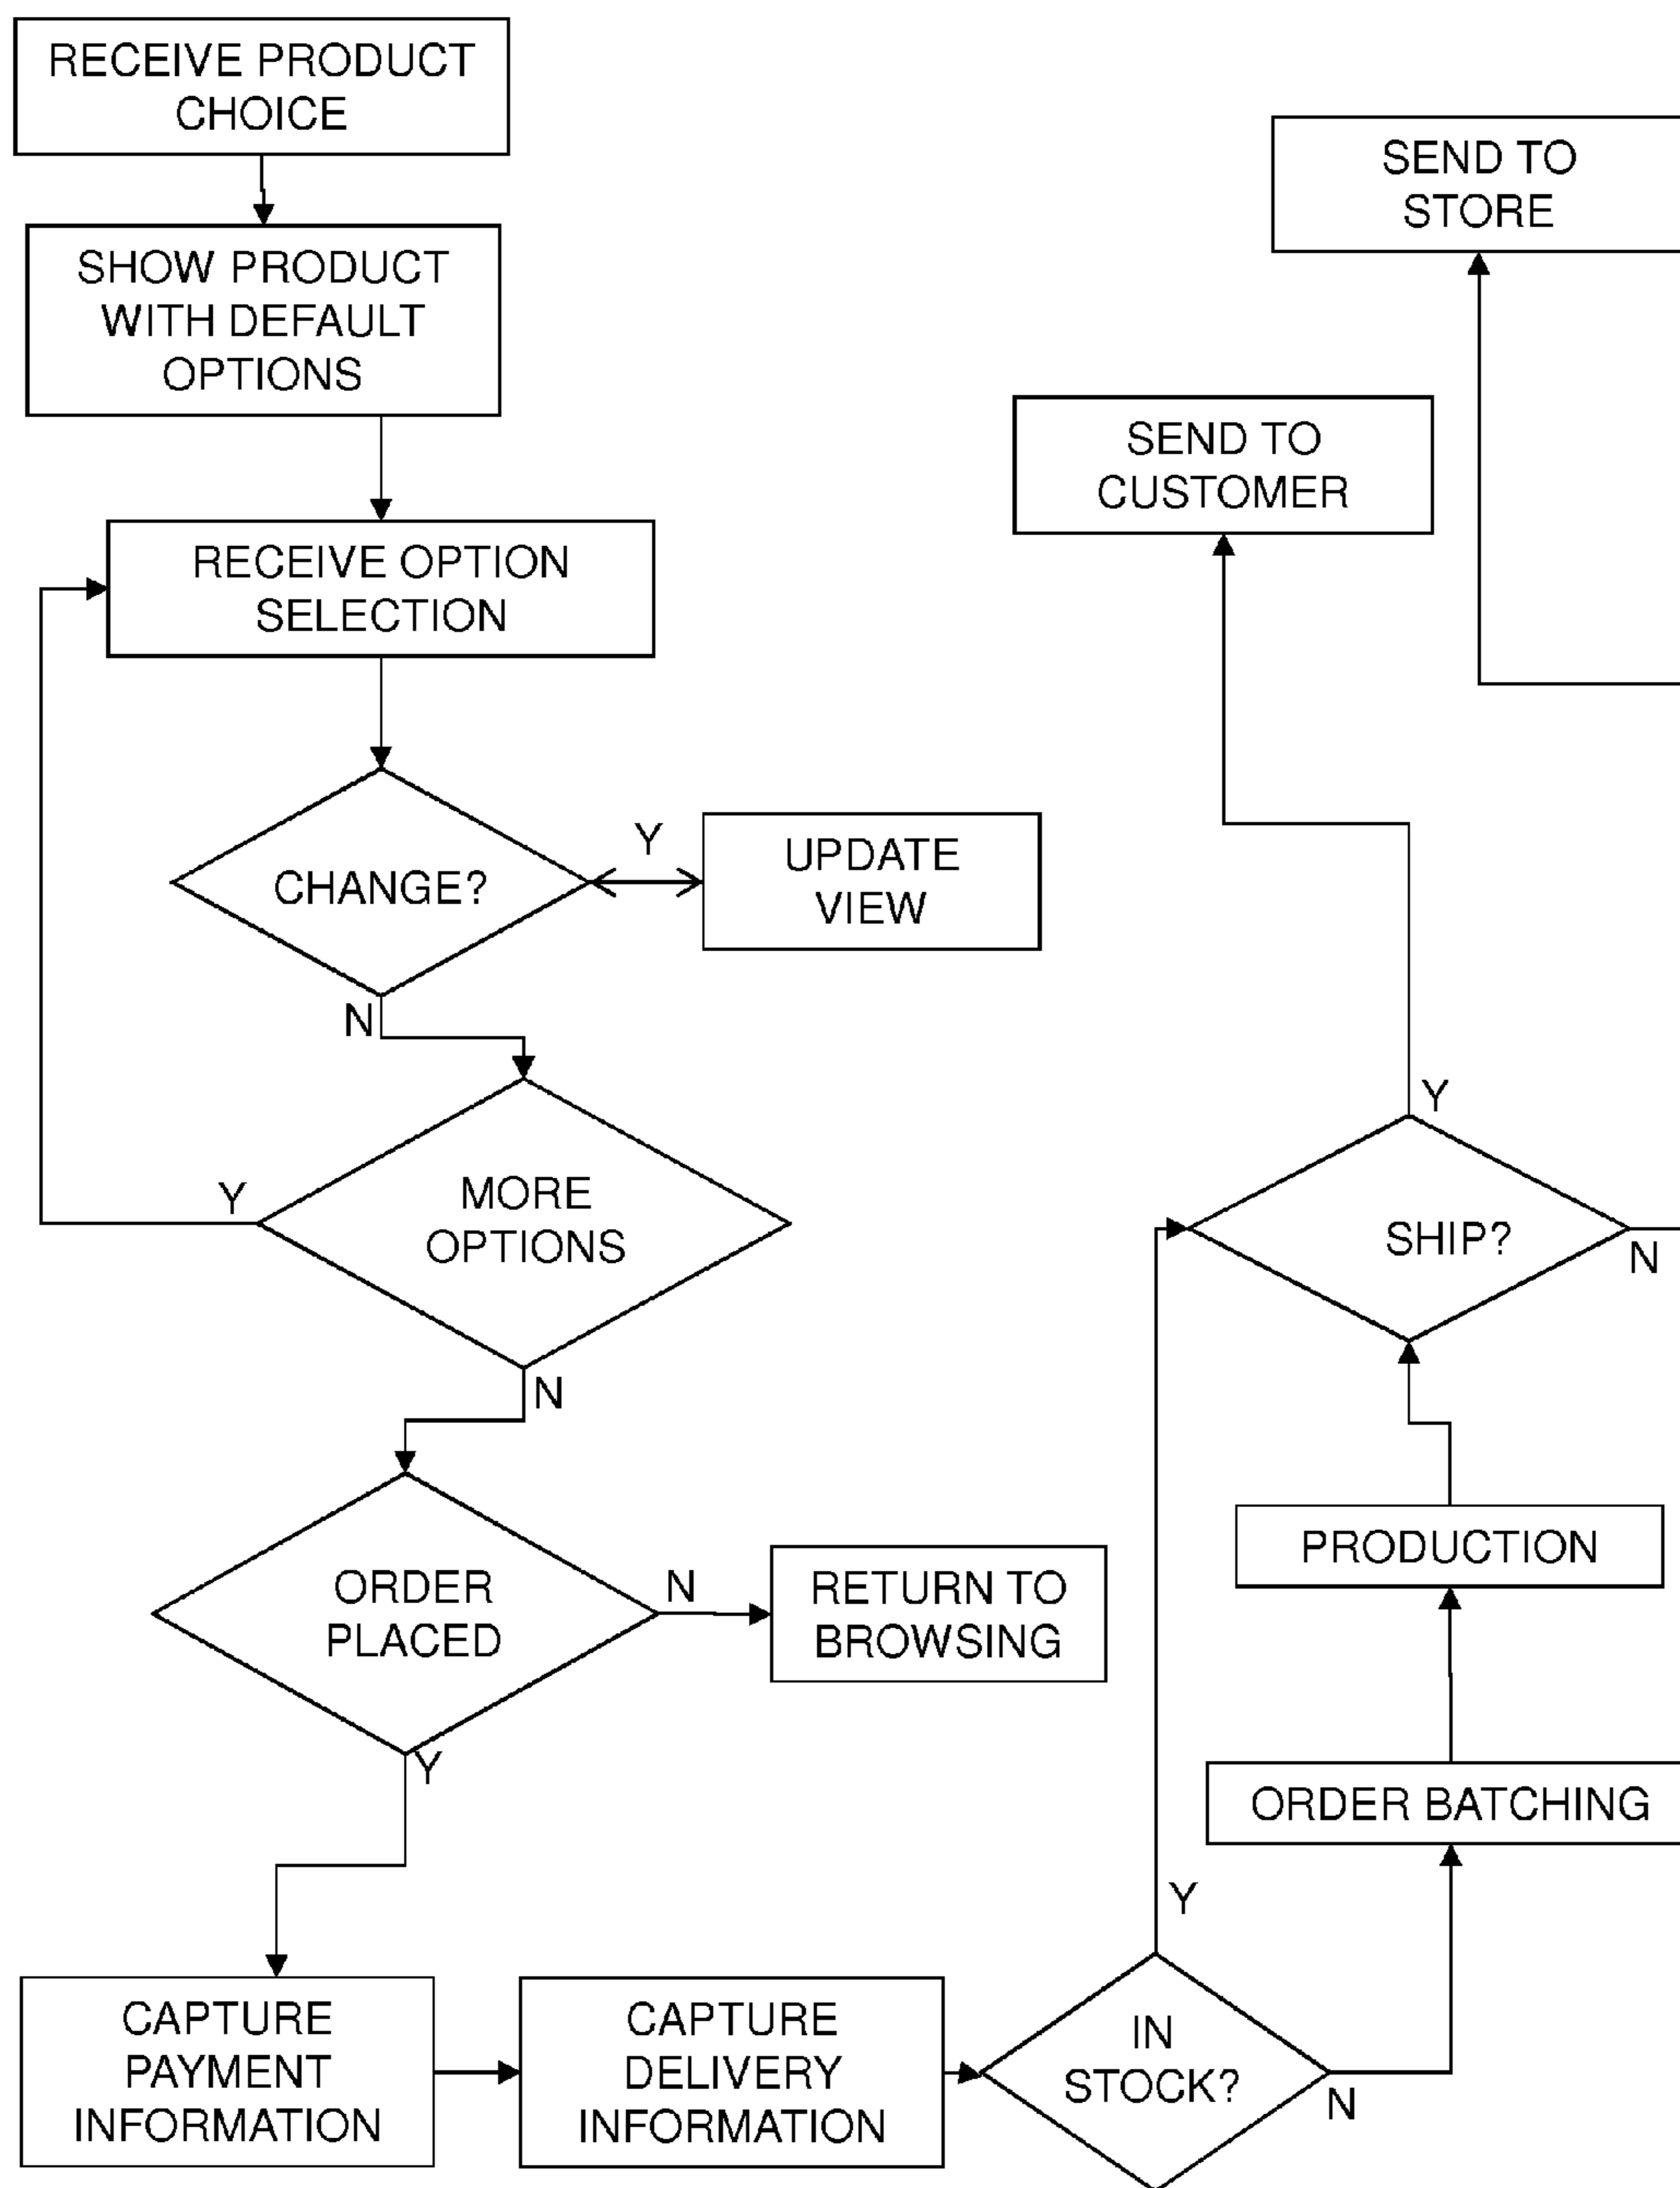 RECEIVE PRODUCT
CHOICE
SHOW PRODUCT
WITH DEFAULT
OPTIONS
RECEIVE OPTION
SELECTION
CHANGE?
Y
UPDATE
VIEW
N
MORE
OPTIONS
Y
N
ORDER
PLACED
N
RETURN TO
BROWSING
Y
CAPTURE
PAYMENT
INFORMATION
CAPTURE
DELIVERY
INFORMATION
IN
STOCK?
Y
N
ORDER BATCHING
PRODUCTION
SHIP?
Y
N
SEND TO
CUSTOMER
SEND TO
STORE